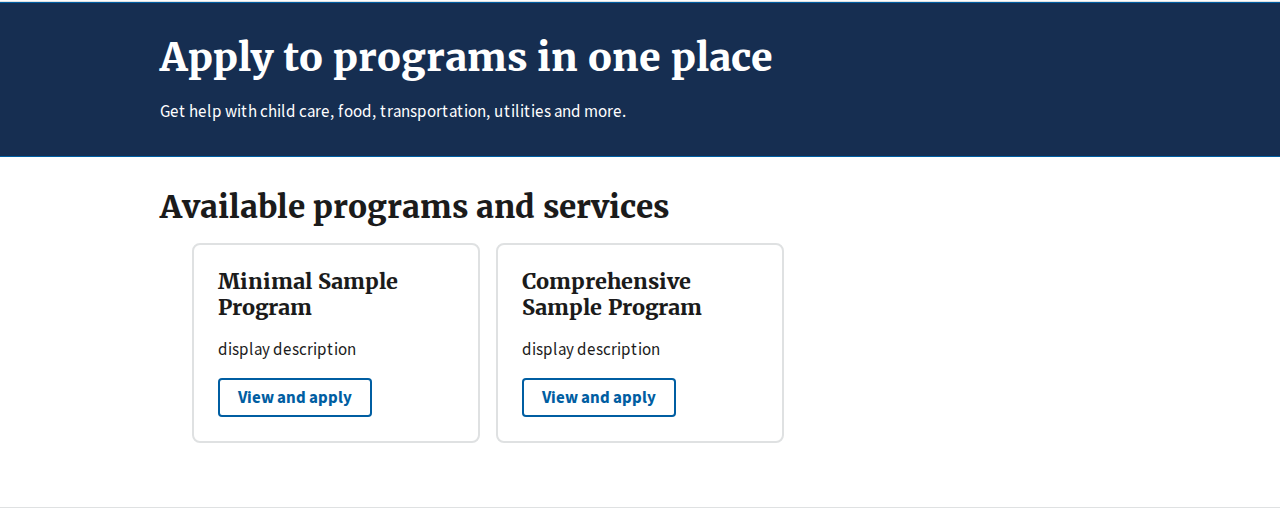 Apply to programs in one place
Get help with child care, food, transportation, utilities and more.
Available programs and services
Minimal Sample
Program
display description
View and apply
Comprehensive
Sample Program
display description
View and apply